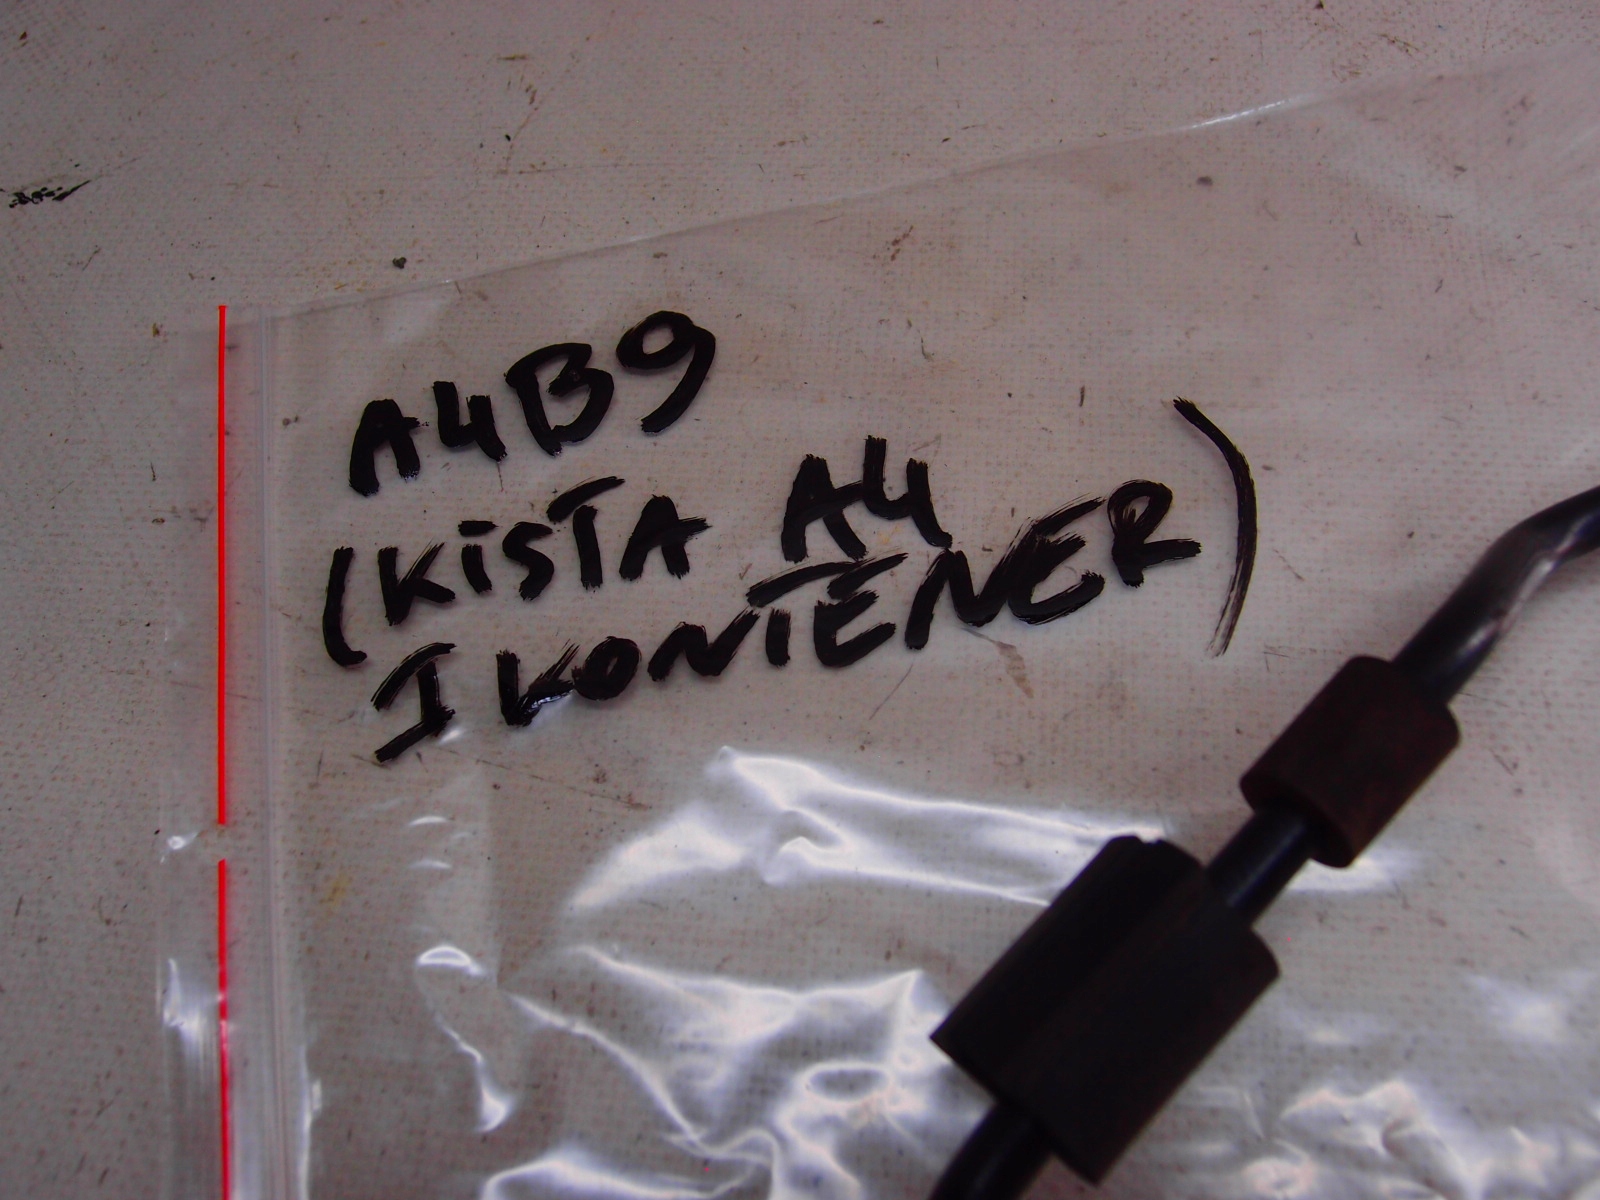 A4B9
(KiSTA A4
I KONTENER)